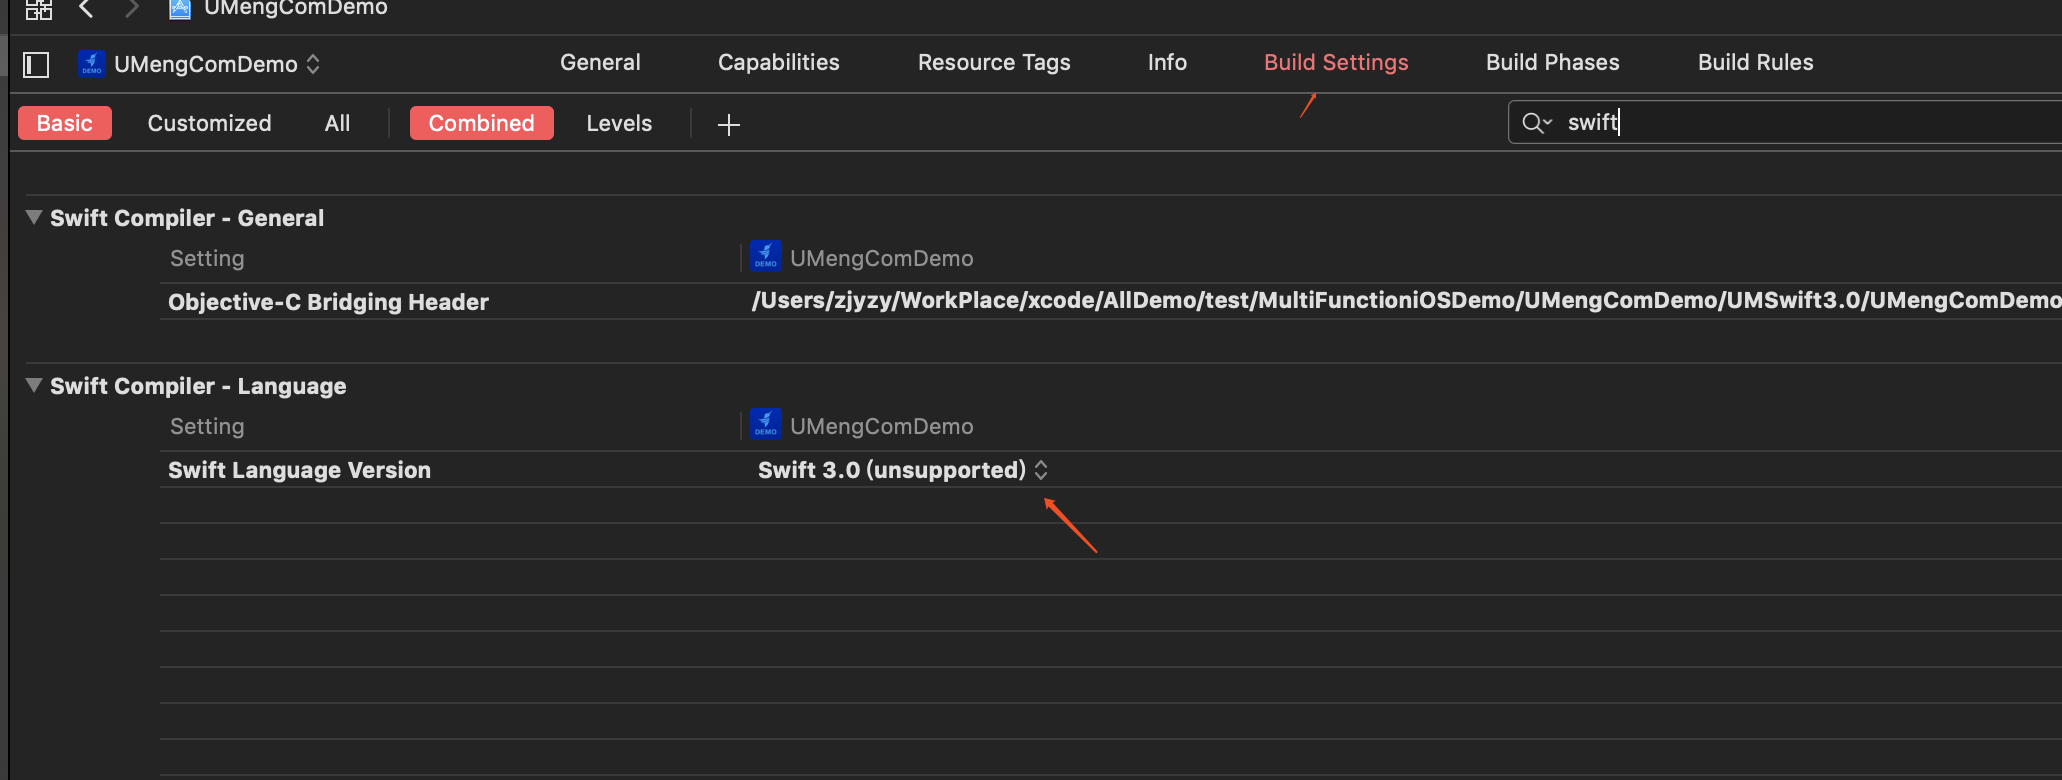 UMengComDemo
UMengComDemo General Capabilities Resource Tags Info Build Settings Build Phases Build Rules
Basic Customized All Combined Levels + swift
Swift Compiler - General
Setting DEMO UMengComDemo
Objective-C Bridging Header /Users/zjyzy/WorkPlace/xcode/AllDemo/test/MultiFunctioniOSDemo/UMengComDemo/UMSwift3.0/UMengComDemo
Swift Compiler - Language
Setting DEMO UMengComDemo
Swift Language Version Swift 3.0 (unsupported)